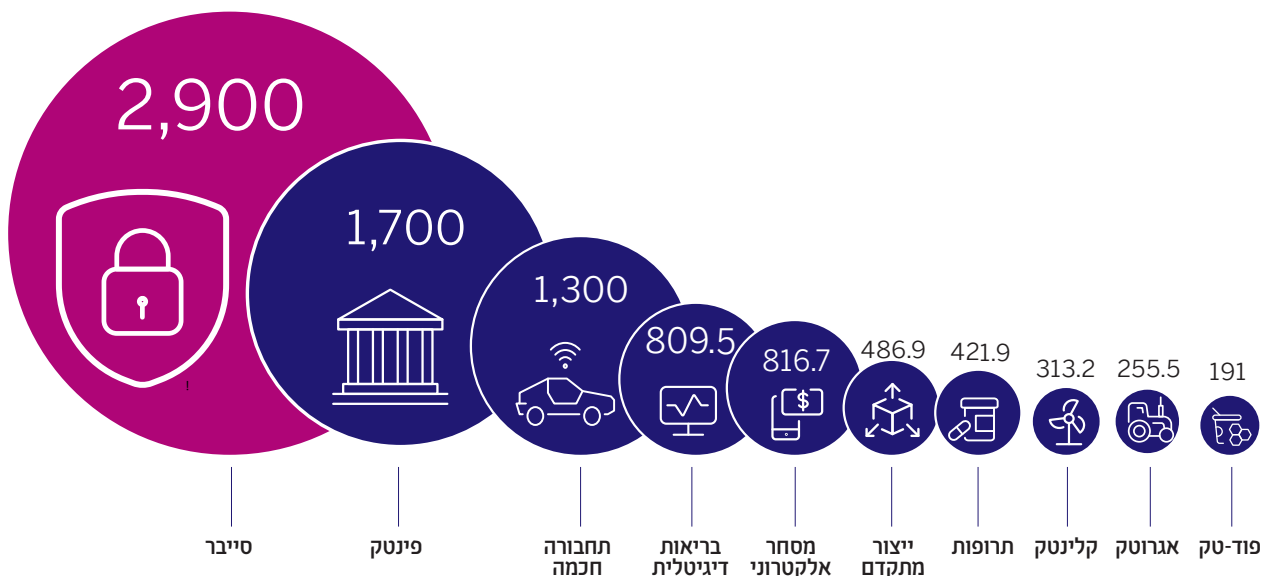 2,900
1,700
1,300
809.5
816.7
486.9
421.9
313.2
255.5
191
$
!
סייבר
פינטק
תחבורה
חכמה
בריאות
דיגיטלית
מסחר
אלקטרוני
ייצור
מתקדם
תרופות
קלינטק
אגרוטק
פוד-טק